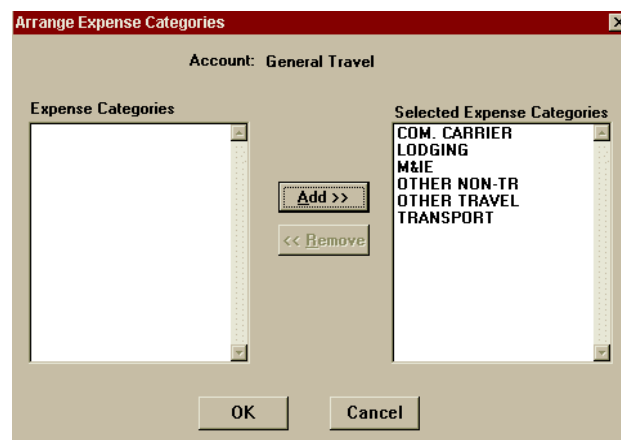 Arrange Expense Categories
Account: General Travel
Expense Categories
Selected Expense Categories
COM. CARRIER
LODGING
M&IE
OTHER NON-TR
OTHER TRAVEL
TRANSPORT
Add >>
<< Remove
OK
Cancel